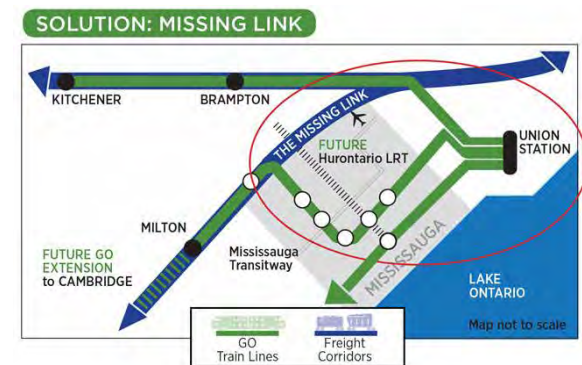 SOLUTION: MISSING LINK
KITCHENER
BRAMPTON
THE MISSING LINK
UNION
STATION
FUTURE
Hurontario LRT
MILTON
FUTURE GO
EXTENSION
to CAMBRIDGE
Mississauga
Transitway
MISSISSAUGA
LAKE
ONTARIO
Map not to scale
GO
Train Lines
Freight
Corridors